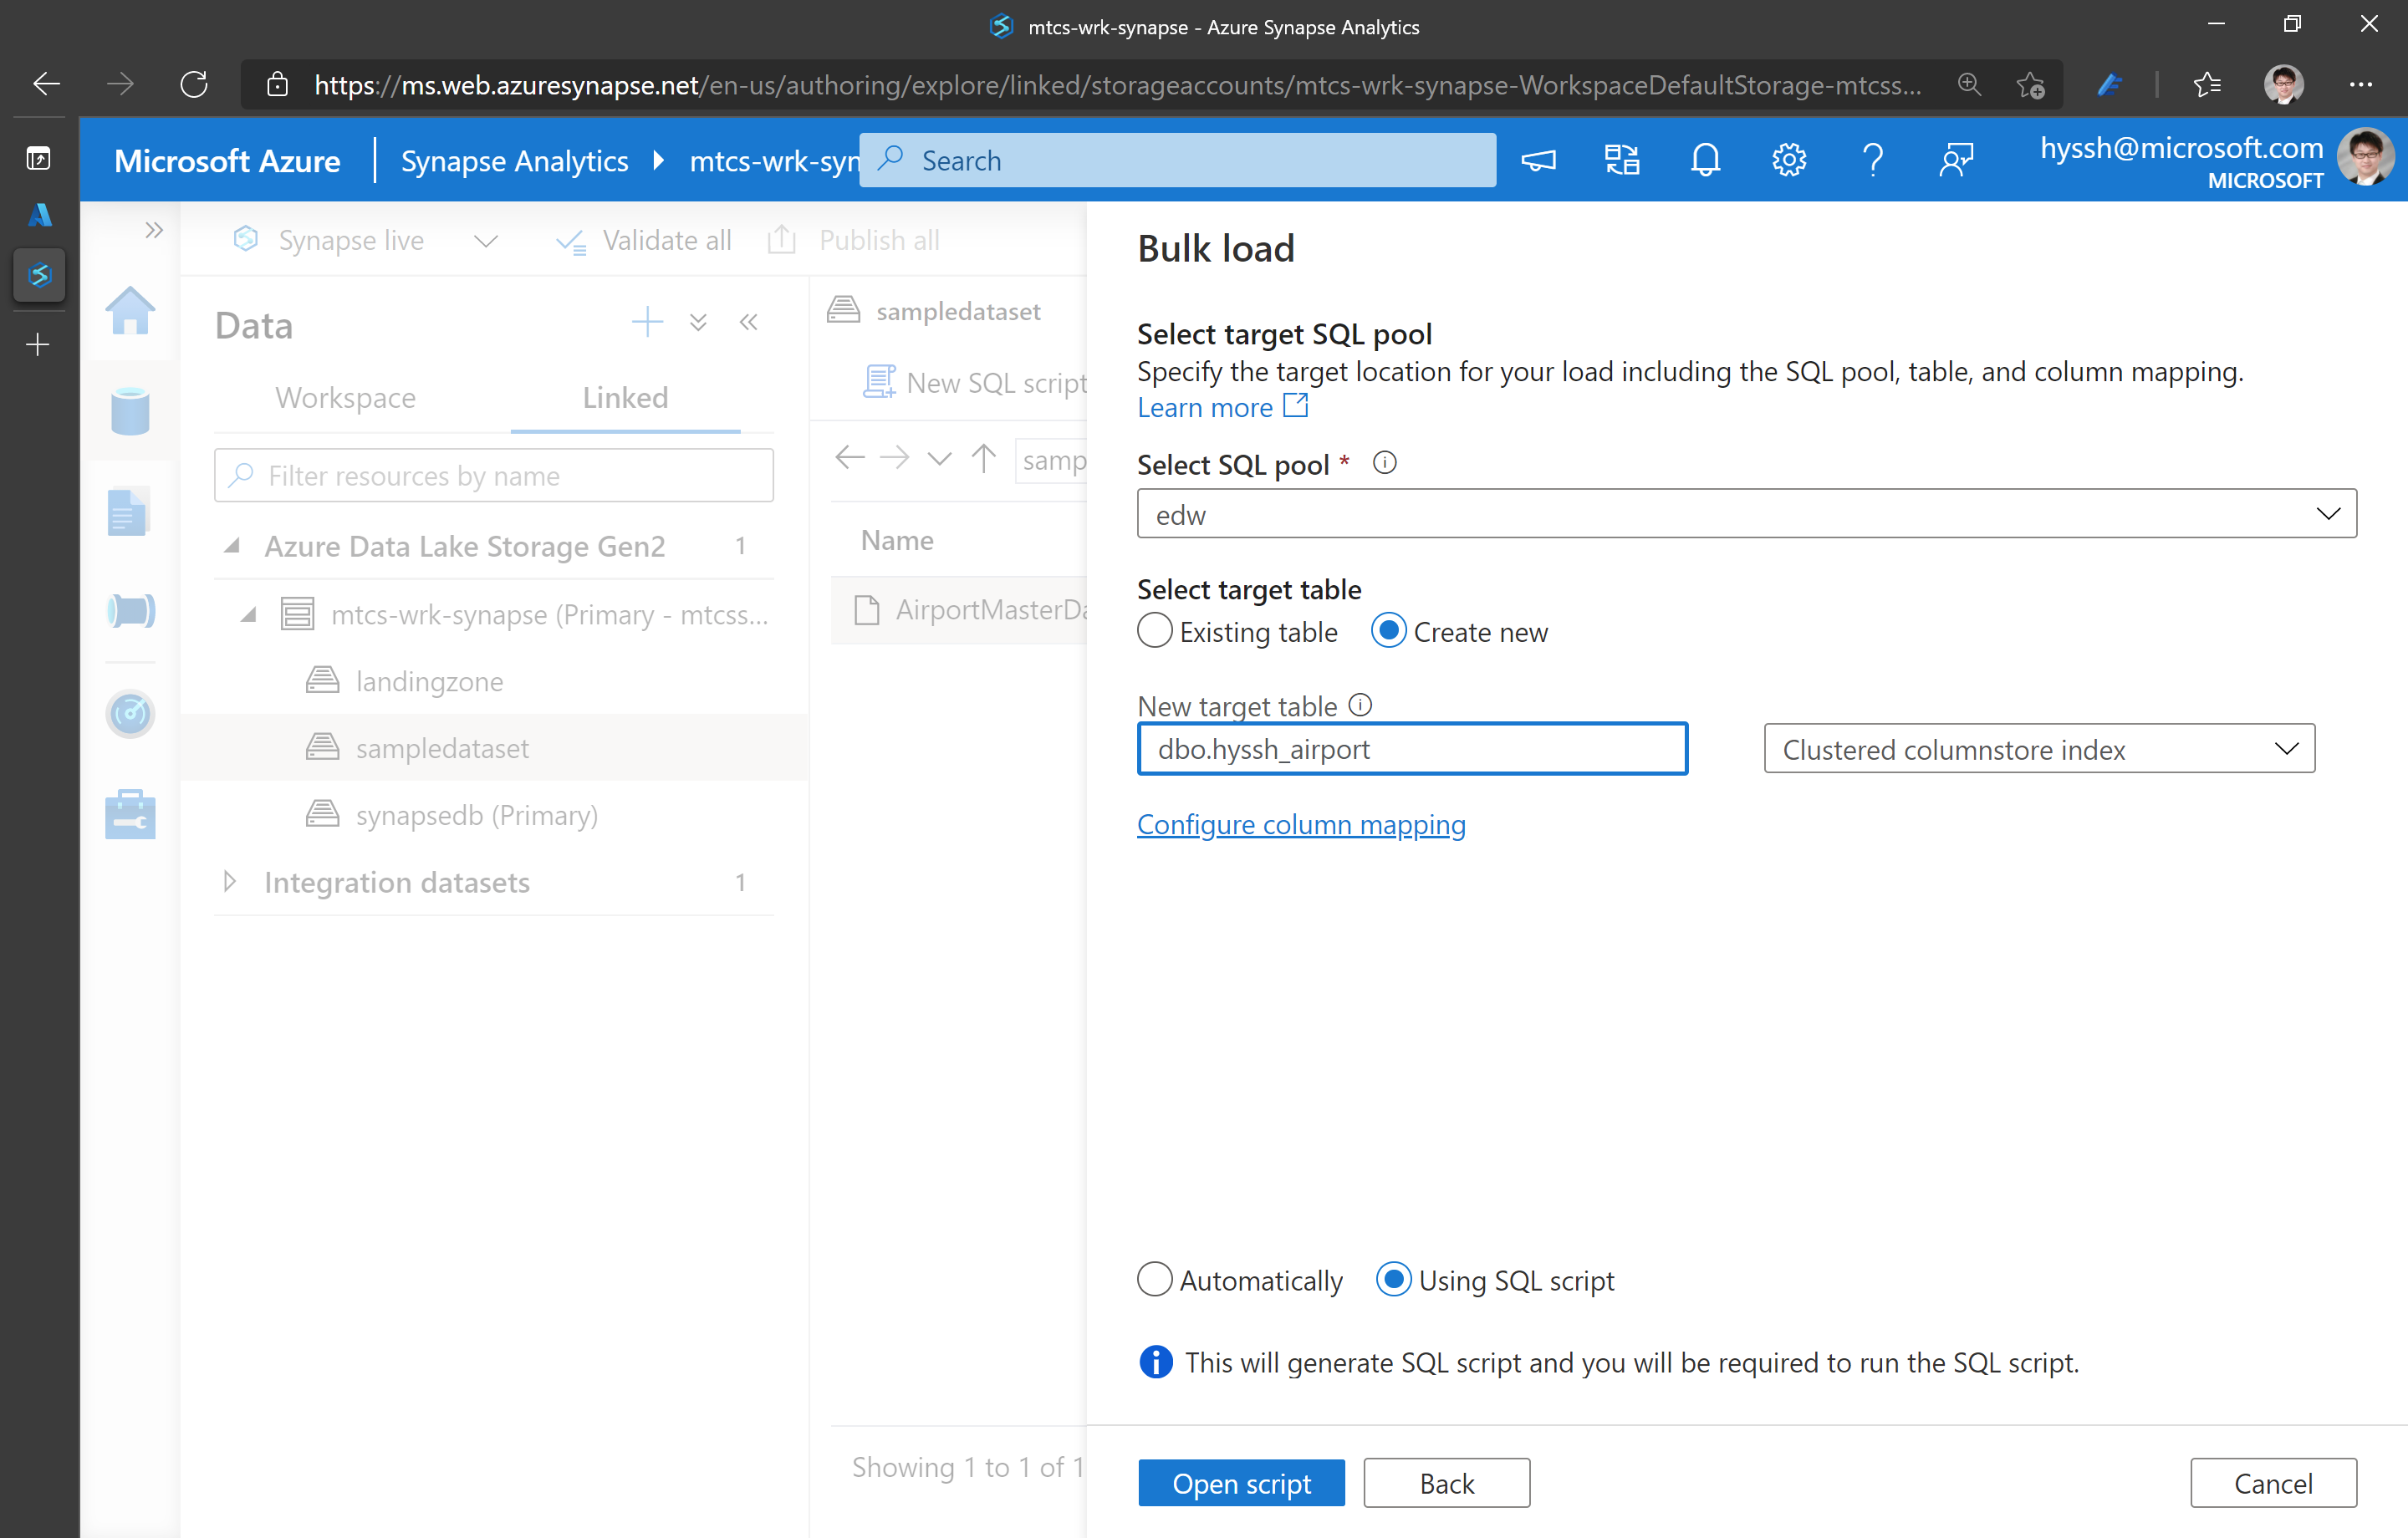 mtcs-wrk-synapse - Azure Synapse Analytics
https://ms.web.azuresynapse.net/en-us/authoring/explore/linked/storageaccounts/mtcs-wrk-synapse-WorkspaceDefaultStorage-mtcss...
Microsoft Azure
Synapse Analytics
mtcs-wrk-syn
Search
hyssh@microsoft.com
MICROSOFT
Synapse live
Validate all
Publish all
Data
Workspace
Linked
Filter resources by name
Azure Data Lake Storage Gen2 1
mtcs-wrk-synapse (Primary - mtcss...
landingzone
sampledataset
synapsedb (Primary)
Integration datasets 1
sampledataset
New SQL script
samp
Name
AirportMasterDa
Showing 1 to 1 of 1
Bulk load
Select target SQL pool
Specify the target location for your load including the SQL pool, table, and column mapping.
Learn more
Select SQL pool *
edw
Select target table
Existing table
Create new
New target table
dbo.hyssh_airport
Clustered columnstore index
Configure column mapping
Automatically
Using SQL script
This will generate SQL script and you will be required to run the SQL script.
Open script
Back
Cancel